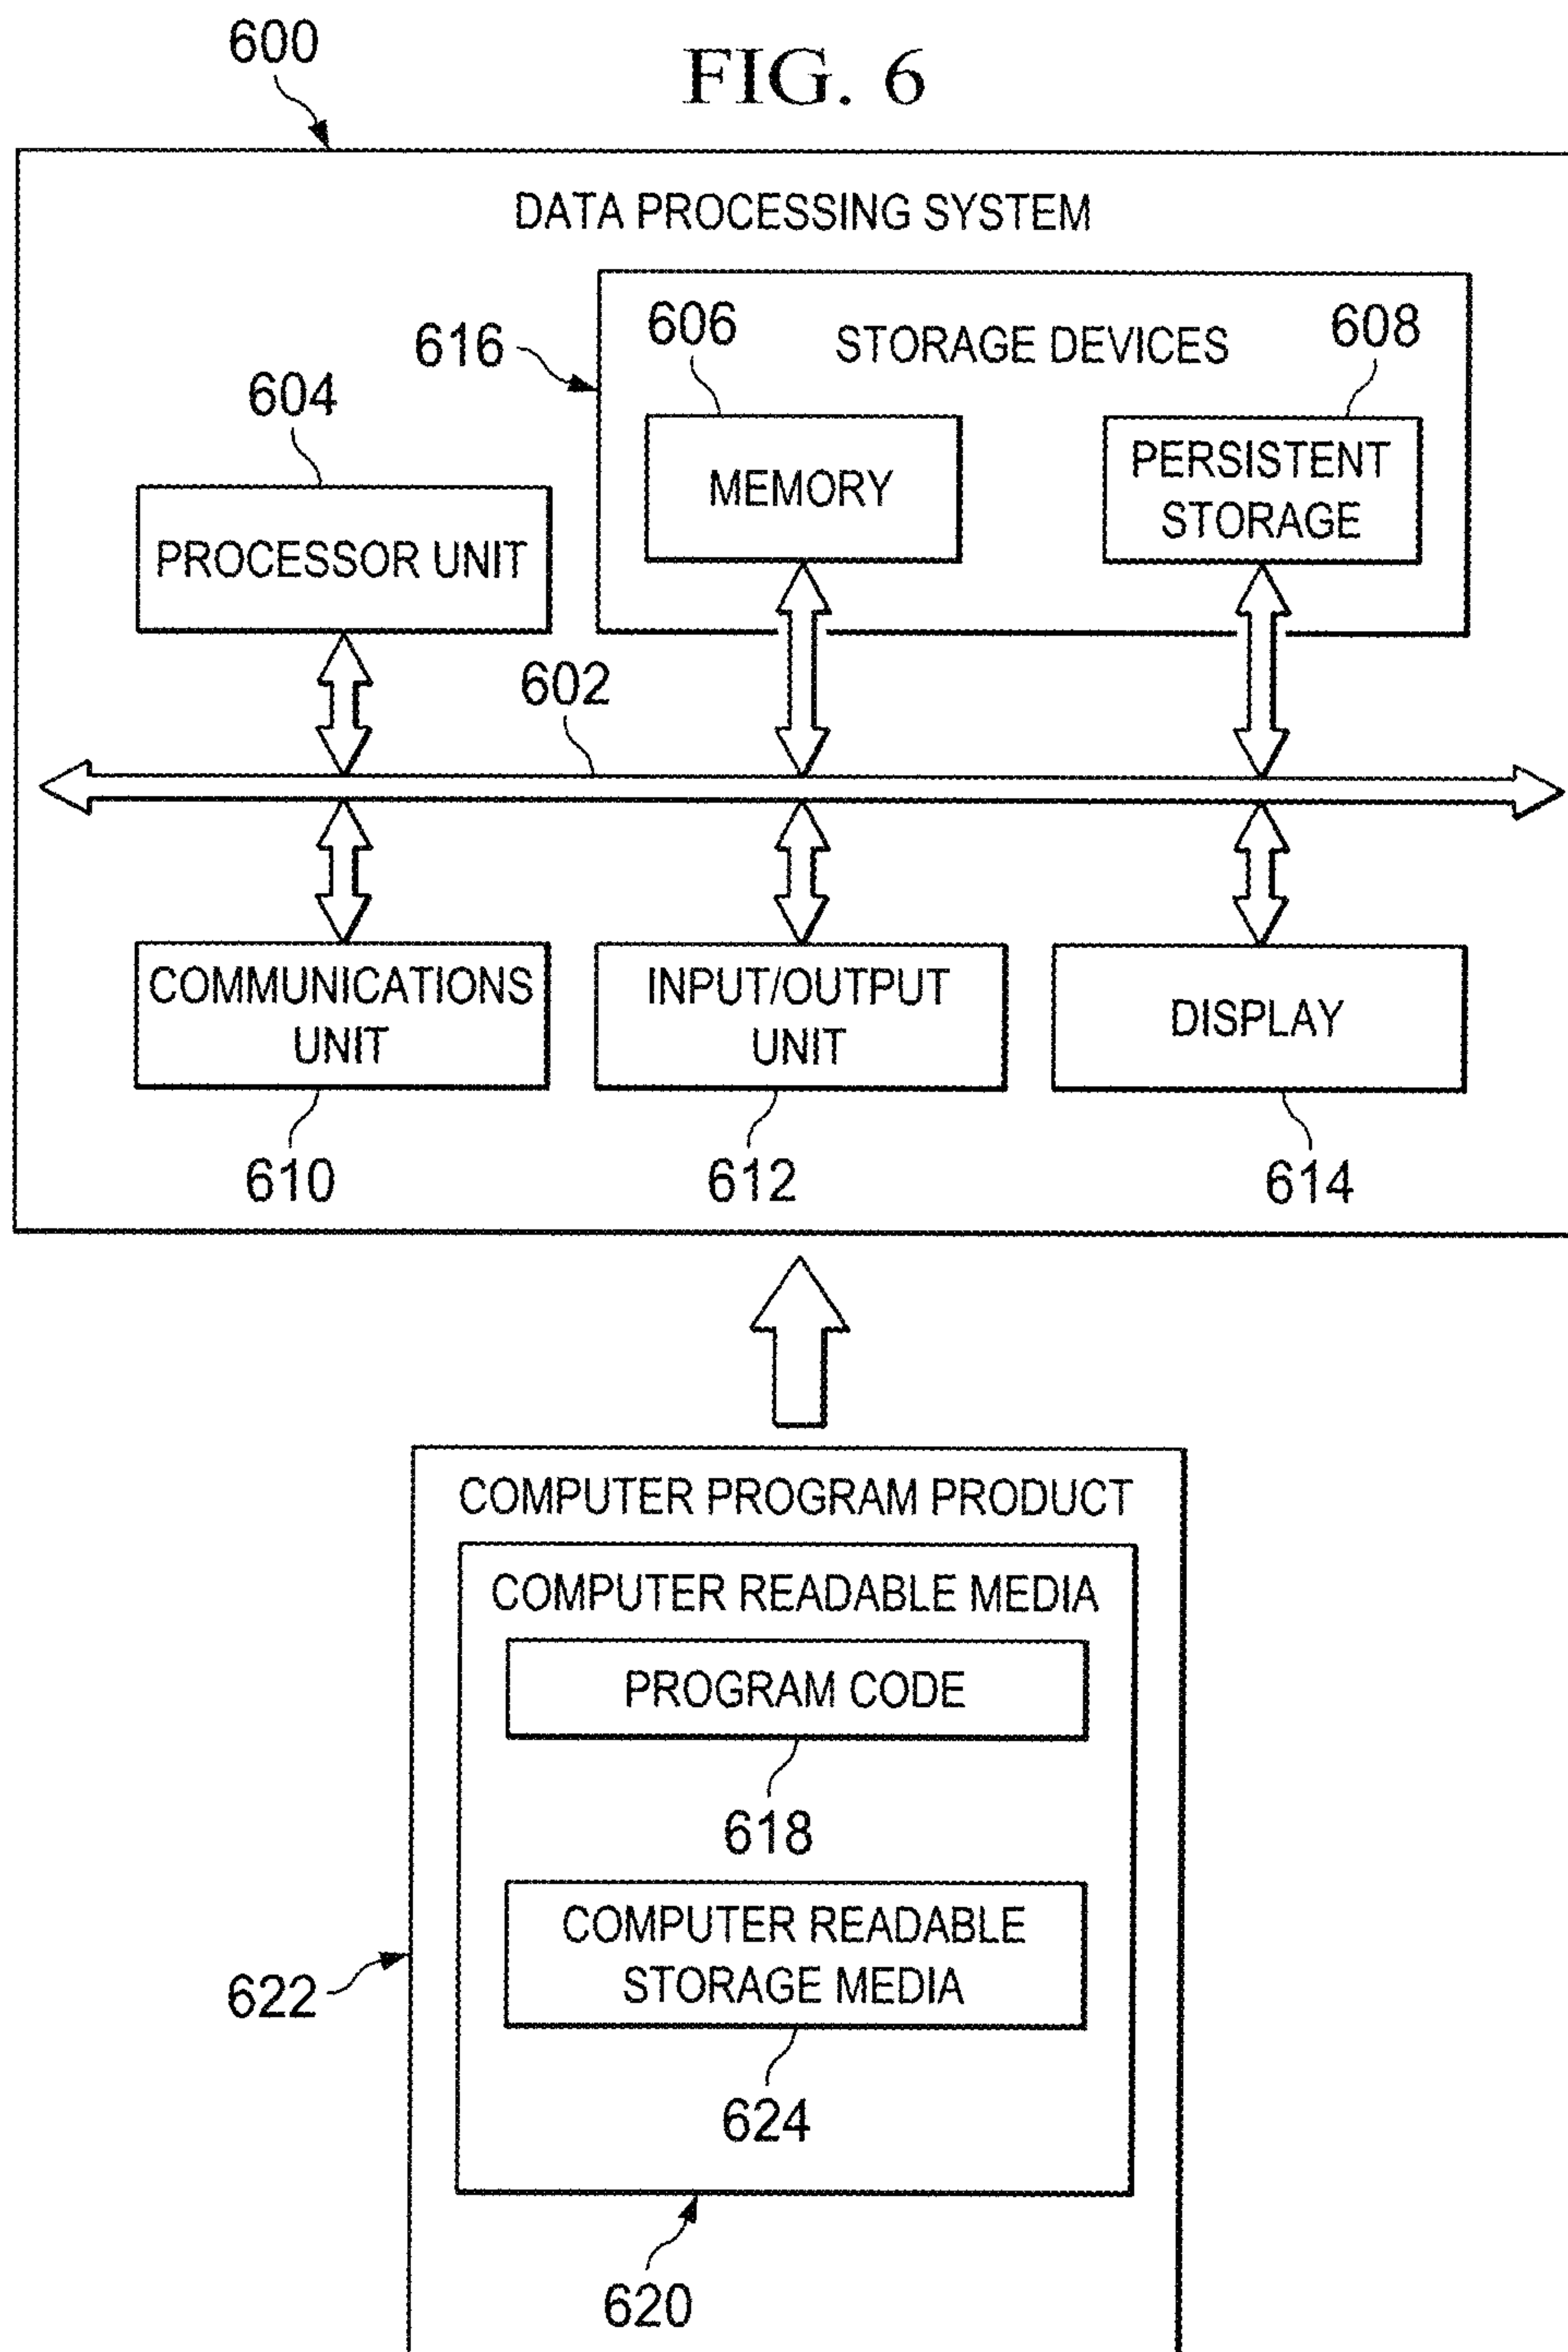 600
FIG. 6
DATA PROCESSING SYSTEM
616
606
STORAGE DEVICES
608
604
MEMORY
PERSISTENT
STORAGE
PROCESSOR UNIT
602
COMMUNICATIONS
UNIT
INPUT/OUTPUT
UNIT
DISPLAY
610
612
614
COMPUTER PROGRAM PRODUCT
COMPUTER READABLE MEDIA
PROGRAM CODE
618
COMPUTER READABLE
STORAGE MEDIA
622
624
620